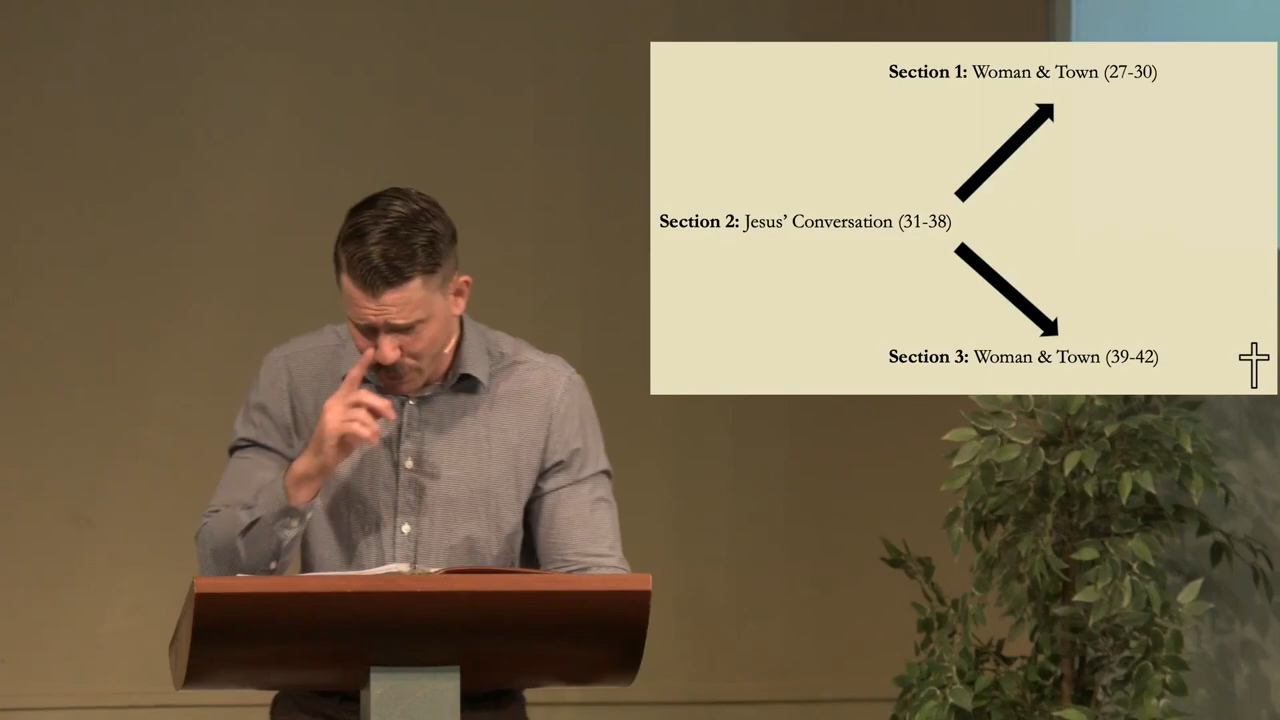 Section 1: Woman & Town (27-30)
Section 2: Jesus’ Conversation (31-38)
Section 3: Woman & Town (39-42)